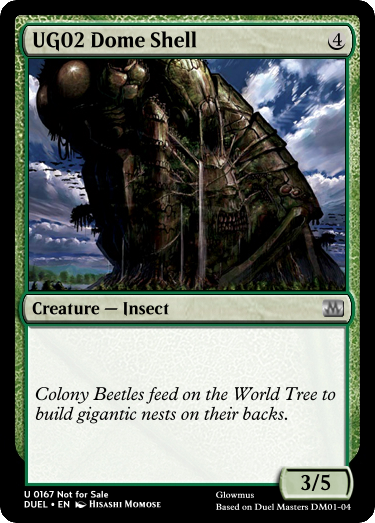 UG02 Dome Shell
4
Creature — Insect
Colony Beetles feed on the World Tree to
build gigantic nests on their backs.
3/5
U 0167 Not for Sale
DUEL • EN Hisashi Momose
Glowmus
Based on Duel Masters DM01-04